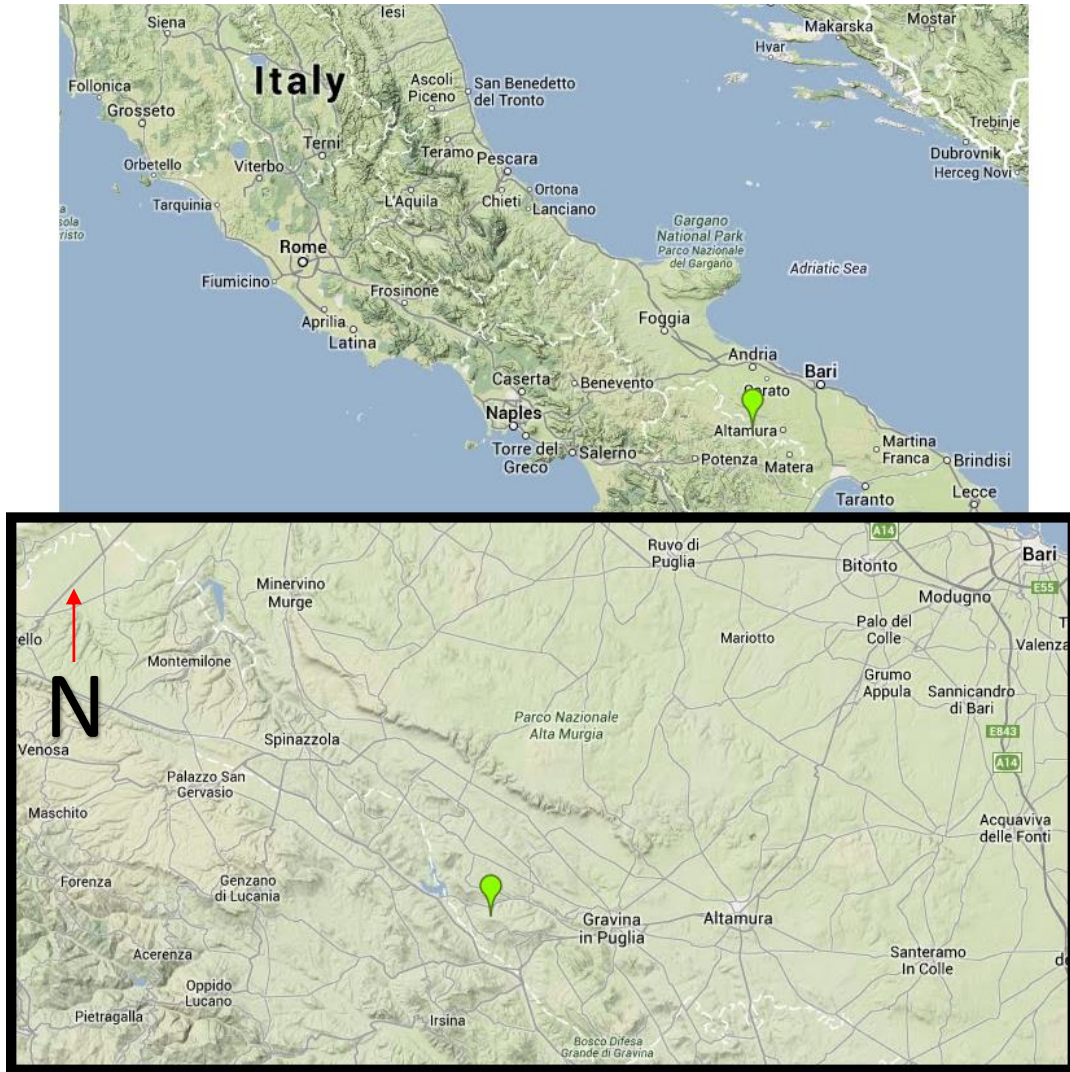 Iesi
Siena
Makarska
Mostar
Hvar
Italy
Follonica
Grosseto
Ascoli
Piceno
San Benedetto
del Tronto
Trebinje
Terni
Teramo
Pescara
Dubrovnik
Herceg Novi
Orbetello
Viterbo
L'Aquila
Chieti
Ortona
Lanciano
Tarquinia
Gargano
National Park
Parco Nazionale
del Gargano
Rome
Adriatic Sea
Fiumicino
Frosinone
Aprilia
Latina
Foggia
Andria
Bari
Caserta
Benevento
Naples
Altamura
Torre del
Greco
Salerno
Potenza
Matera
Martina
Franca
Brindisi
Taranto
Lecce
A14
Ruvo di
Puglia
Bitonto
Bari
Minervino
Murge
E55
Modugno
Mariotto
Palo del
Colle
Valenza
Montemilone
N
Grumo
Appula
Sannicandro
di Bari
Parco Nazionale
Alta Murgia
E843
A14
Venosa
Spinazzola
Palazzo San
Gervasio
Maschito
Acquaviva
delle Fonti
Forenza
Genzano
di Lucania
Gravina
in Puglia
Altamura
Acerenza
Santeramo
In Colle
Oppido
Lucano
Pietragalla
Irsina
Bosco Difesa
Grande di Gravina